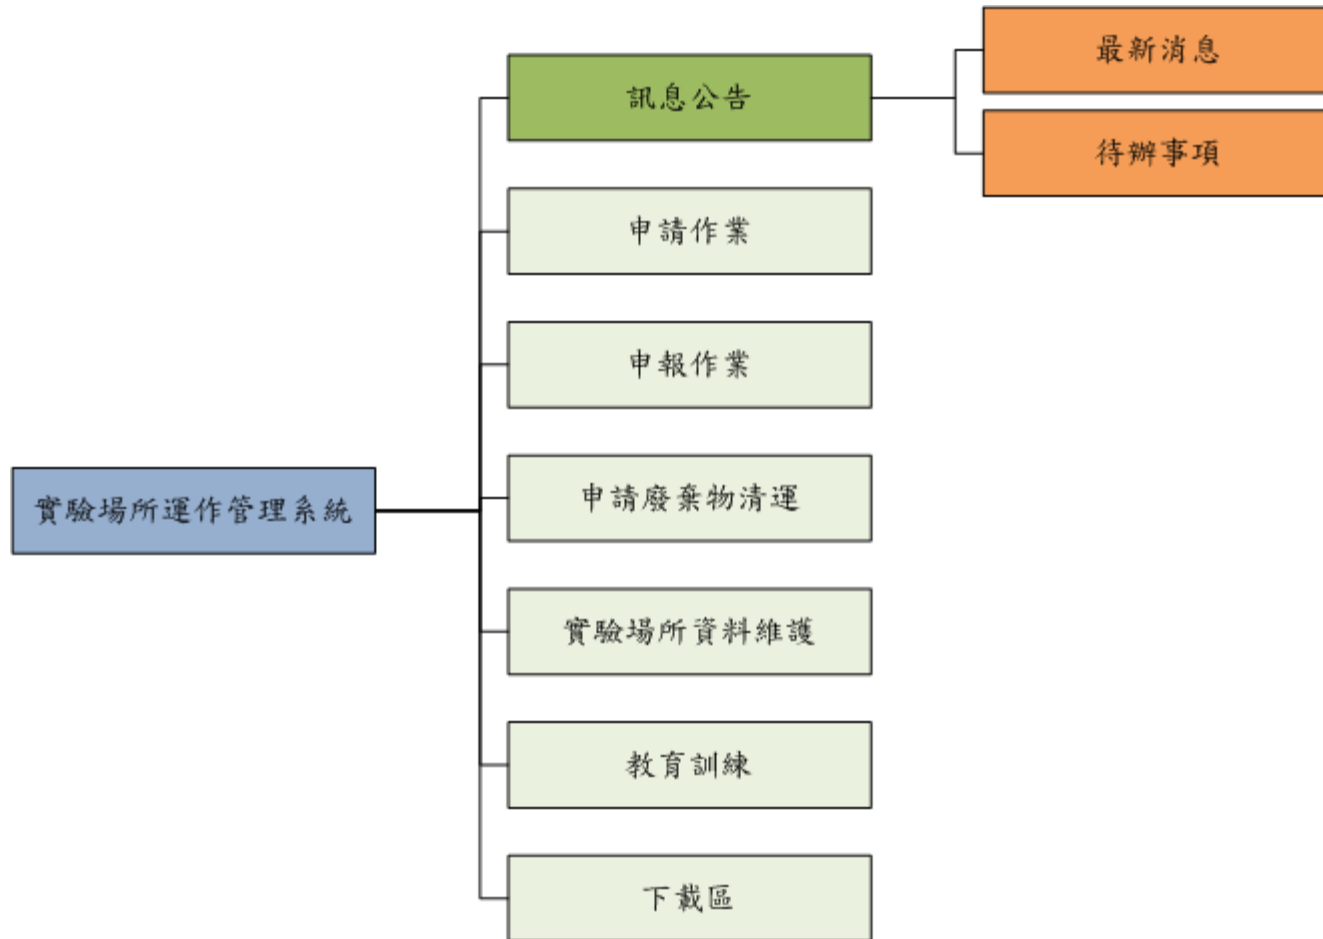 最新消息
訊息公告
待辦事項
申請作業
申報作業
申請廢棄物清運
實驗場所運作管理系統
實驗場所資料維護
教育訓練
下載區